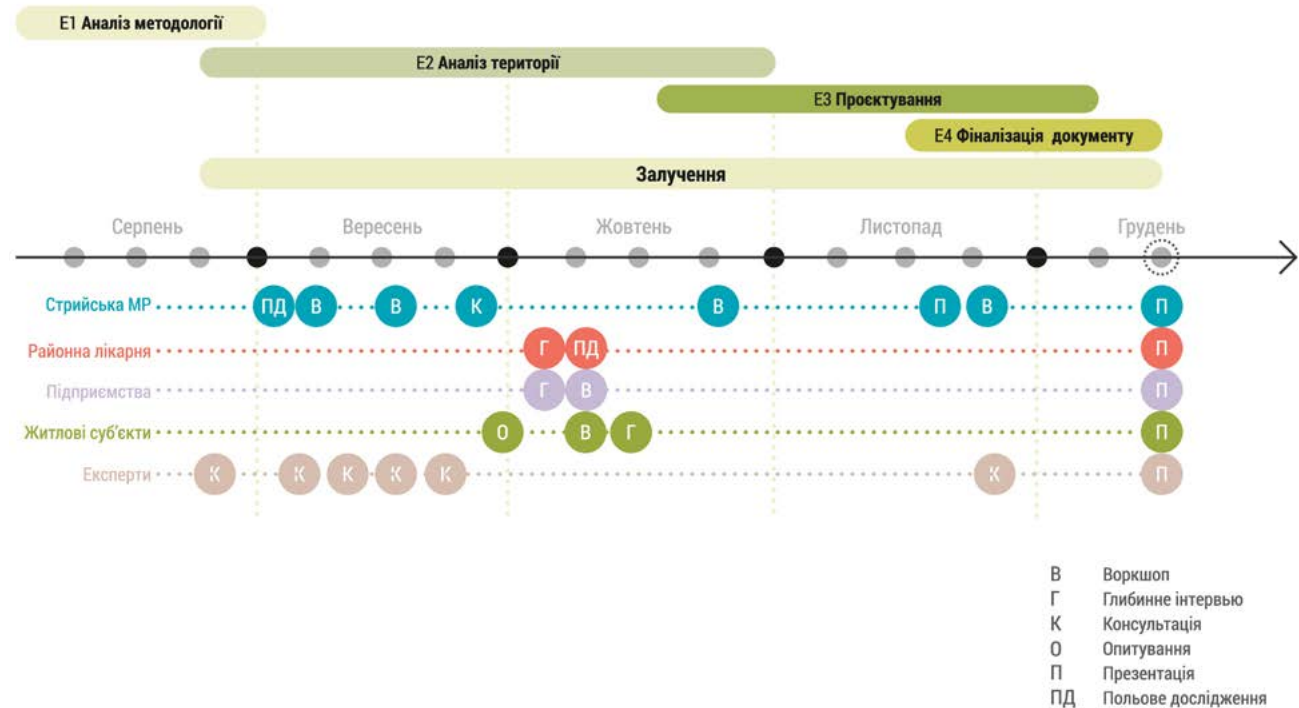 Е1 Аналіз методології
Е2 Аналіз території
Е3 Проєктування
Е4 Фіналізація документу
Залучення
Серпень Вересень Жовтень Листопад Грудень
Стрийська МР ПД В В К В П В П
Районна лікарня Г ПД П
Підприємства Г В П
Житлові суб'єкти О В Г П
Експерти К К К К К К П
В Воркшоп
Г Глибинне інтервью
К Консультація
О Опитування
П Презентація
ПД Польове дослідження